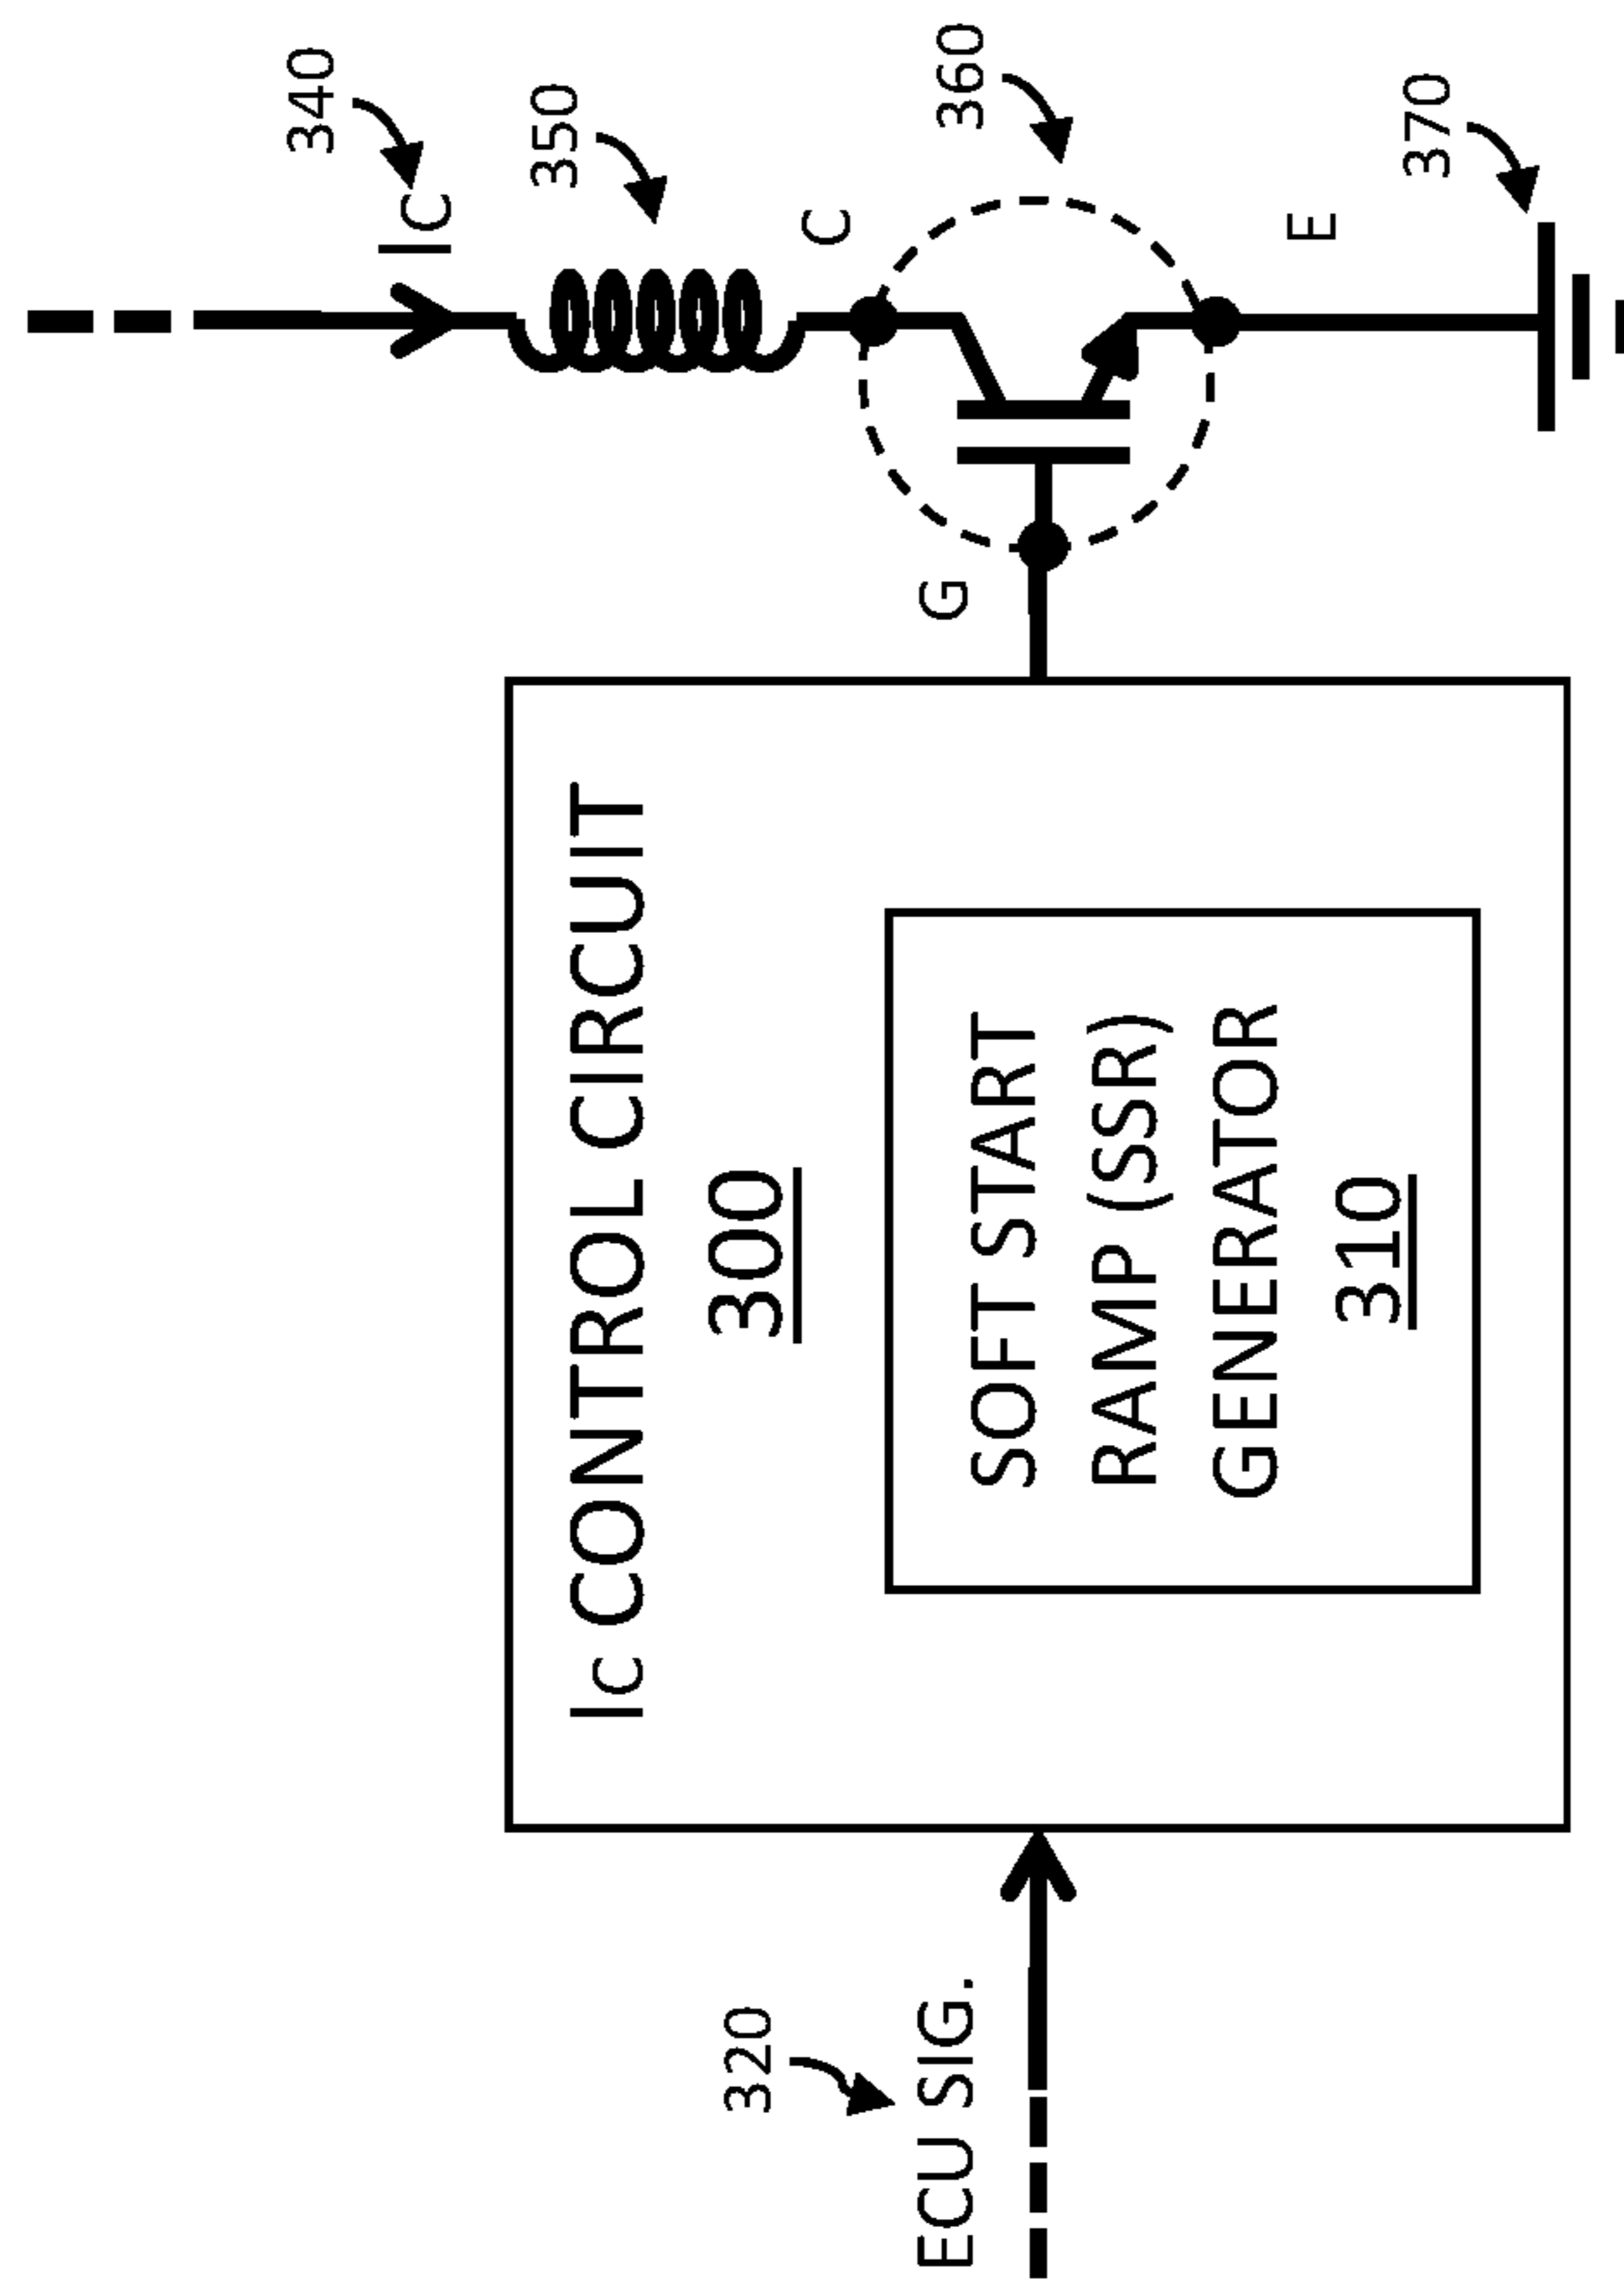 340
IC
350
C
360
G
E
370
IC CONTROL CIRCUIT
300
SOFT START
RAMP (SSR)
GENERATOR
310
320
ECU SIG.